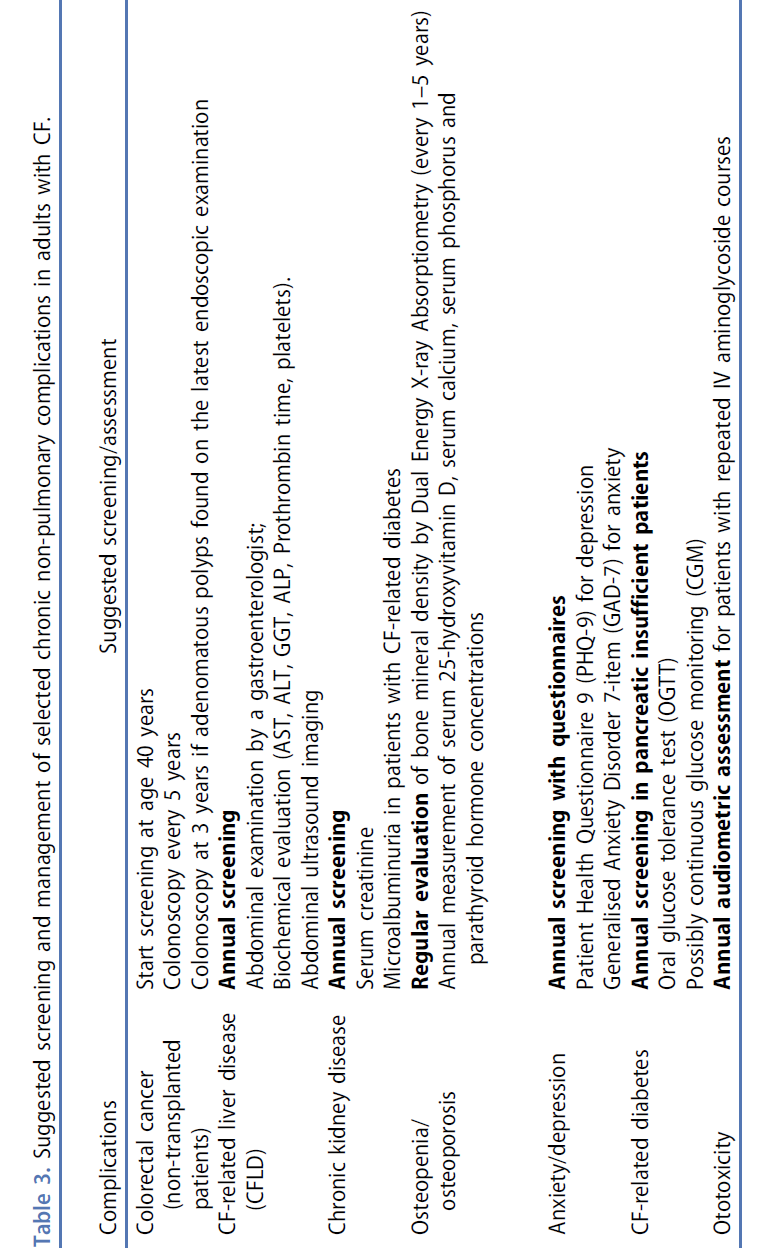 Table 3. Suggested screening and management of selected chronic non-pulmonary complications in adults with CF.
Complications Suggested screening/assessment
Colorectal cancer Start screening at age 40 years
(non-transplanted Colonoscopy every 5 years
patients) Colonoscopy at 3 years if adenomatous polyps found on the latest endoscopic examination
CF-related liver disease Annual screening
(CFLD) Abdominal examination by a gastroenterologist;
Biochemical evaluation (AST, ALT, GGT, ALP, Prothrombin time, platelets).
Abdominal ultrasound imaging
Chronic kidney disease Annual screening
Serum creatinine
Microalbuminuria in patients with CF-related diabetes
Osteopenia/ Regular evaluation of bone mineral density by Dual Energy X-ray Absorptiometry (every 1–5 years)
osteoporosis Annual measurement of serum 25-hydroxyvitamin D, serum calcium, serum phosphorus and
parathyroid hormone concentrations
Anxiety/depression Annual screening with questionnaires
Patient Health Questionnaire 9 (PHQ-9) for depression
Generalised Anxiety Disorder 7-item (GAD-7) for anxiety
CF-related diabetes Annual screening in pancreatic insufficient patients
Oral glucose tolerance test (OGTT)
Possibly continuous glucose monitoring (CGM)
Ototoxicity Annual audiometric assessment for patients with repeated IV aminoglycoside courses